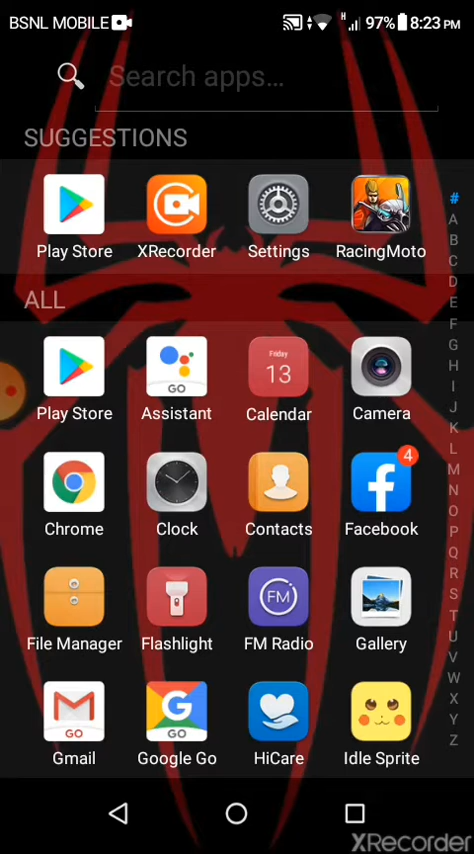 BSNL MOBILE H 97% 8:23 PM
Search apps...
SUGGESTIONS
Play Store XRecorder Settings RacingMoto
ALL
Friday
13
Play Store Assistant Calendar Camera
GO
4
Chrome Clock Contacts Facebook
FM
File Manager Flashlight FM Radio Gallery
GO GO
Gmail Google Go HiCare Idle Sprite
#
A
B
C
D
E
F
G
H
I
J
K
L
M
N
O
P
Q
R
S
T
U
V
W
X
Y
Z
XRecorder